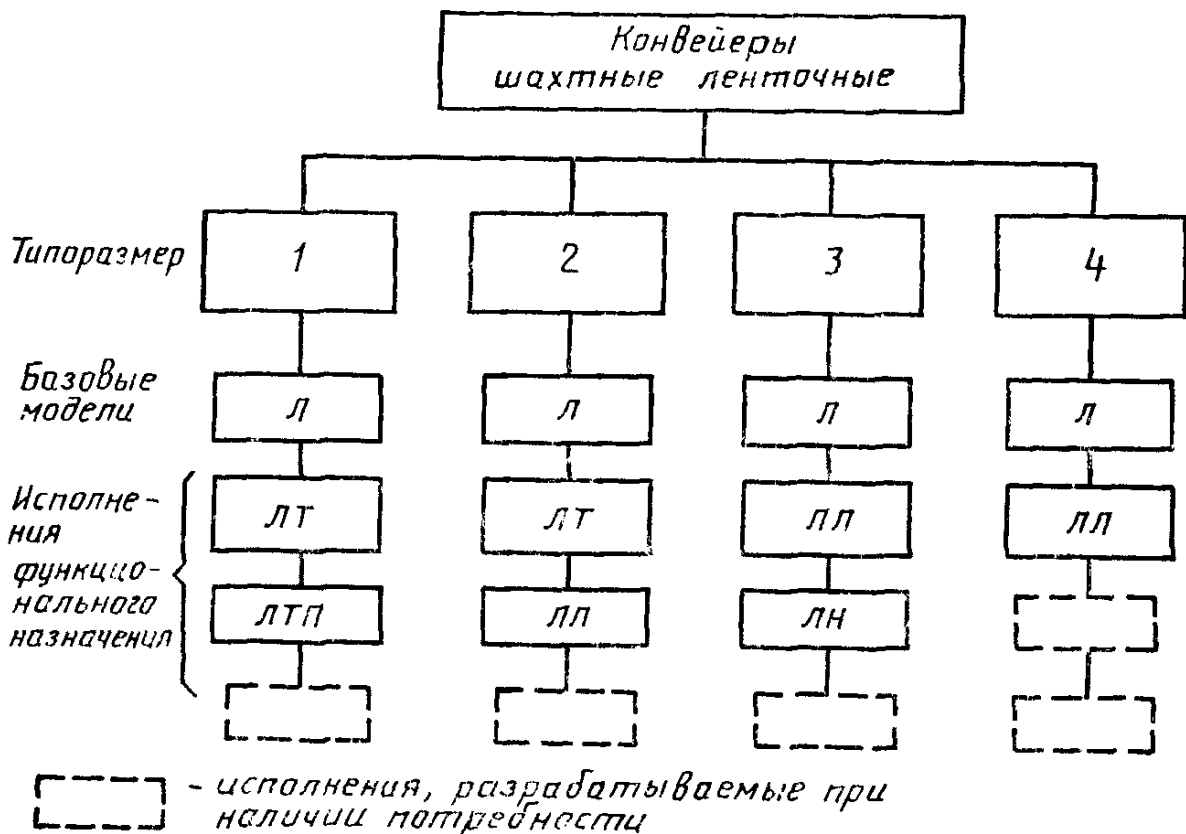 Конвейеры
шахтные ленточные
Типоразмер
1
2
3
4
Базовые
модели
Л
Л
Л
Л
Исполне-
ния
функцио-
нального
назначения
ЛТ
ЛТ
ЛЛ
ЛЛ
ЛТП
ЛЛ
ЛН
- исполнения, разрабатываемые при
наличии потребности